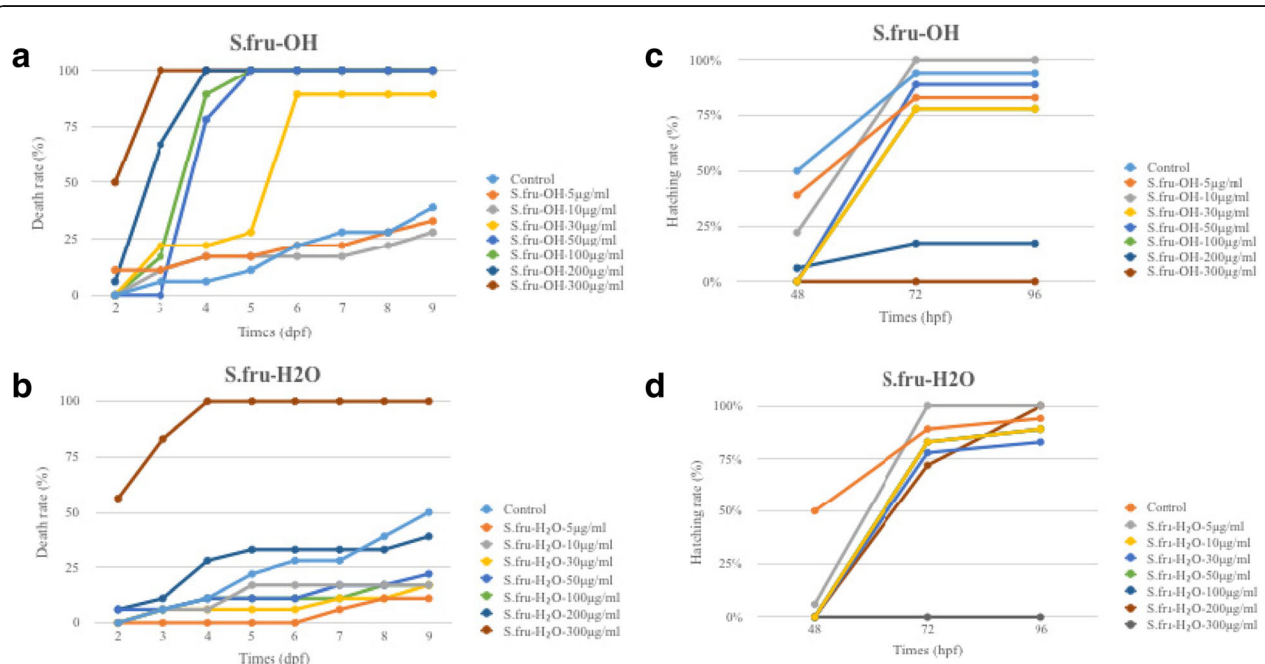 a
S.fru-OH
100
75
50
25
0
Death rate (%)
2 3 4 5 6 7 8 9
Times (dpf)
Control
S.fru-OH-5µg/ml
S.fru-OH-10µg/ml
S.fru-OH-30µg/ml
S.fru-OH-50µg/ml
S.fru-OH-100µg/ml
S.fru-OH-200µg/ml
S.fru-OH-300µg/ml
c
S.fru-OH
100%
75%
50%
25%
0%
Hatching rate (%)
48 72 96
Times (hpf)
Control
S.fru-OH-5µg/ml
S.fru-OH-10µg/ml
S.fru-OH-30µg/ml
S.fru-OH-50µg/ml
S.fru-OH-100µg/ml
S.fru-OH-200µg/ml
S.fru-OH-300µg/ml
b
S.fru-H2O
100
75
50
25
0
Death rate (%)
2 3 4 5 6 7 8 9
Times (dpf)
Control
S.fru-H₂O-5µg/ml
S.fru-H₂O-10µg/ml
S.fru-H₂O-30µg/ml
S.fru-H₂O-50µg/ml
S.fru-H₂O-100µg/ml
S.fru-H₂O-200µg/ml
S.fru-H₂O-300µg/ml
d
S.fru-H2O
100%
75%
50%
25%
0%
Hatching rate (%)
48 72 96
Times (hpf)
Control
S.fru-H₂O-5µg/ml
S.fru-H₂O-10µg/ml
S.fru-H₂O-30µg/ml
S.fru-H₂O-50µg/ml
S.fru-H₂O-100µg/ml
S.fru-H₂O-200µg/ml
S.fru-H₂O-300µg/ml